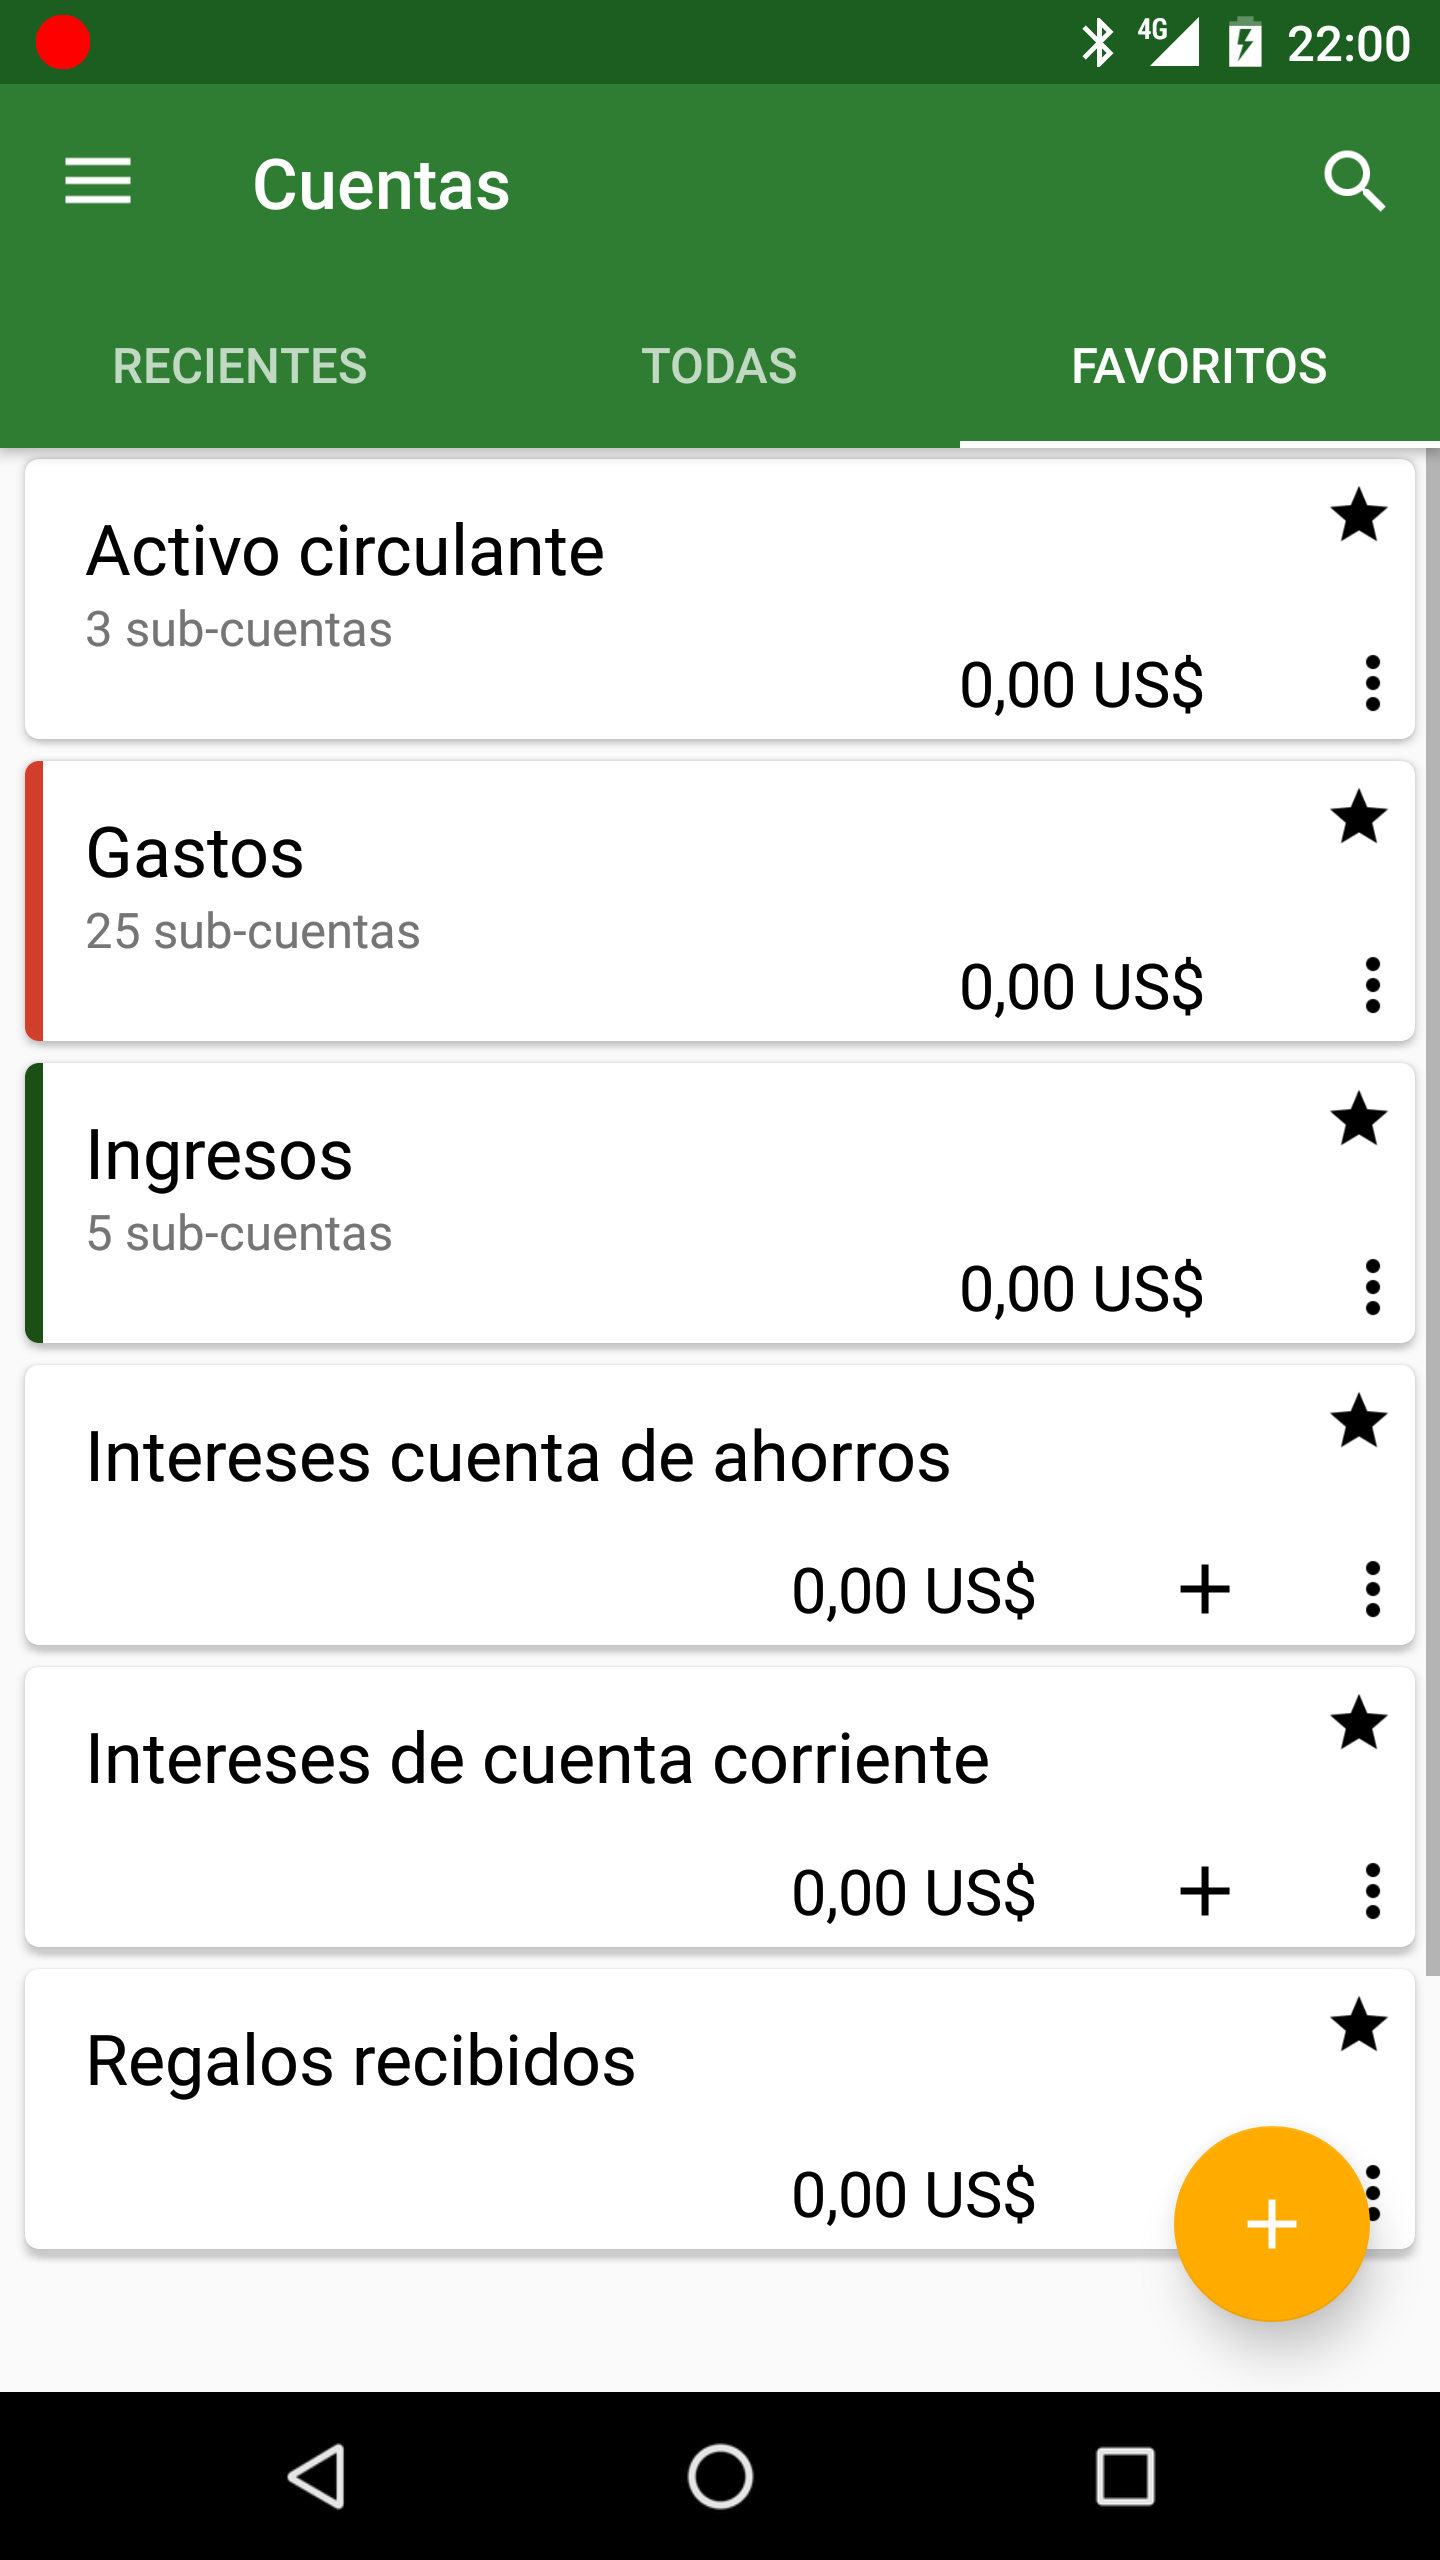 4G 22:00
Cuentas
RECIENTES TODAS FAVORITOS
Activo circulante
3 sub-cuentas
0,00 US$
Gastos
25 sub-cuentas
0,00 US$
Ingresos
5 sub-cuentas
0,00 US$
Intereses cuenta de ahorros
0,00 US$
Intereses de cuenta corriente
0,00 US$
Regalos recibidos
0,00 US$